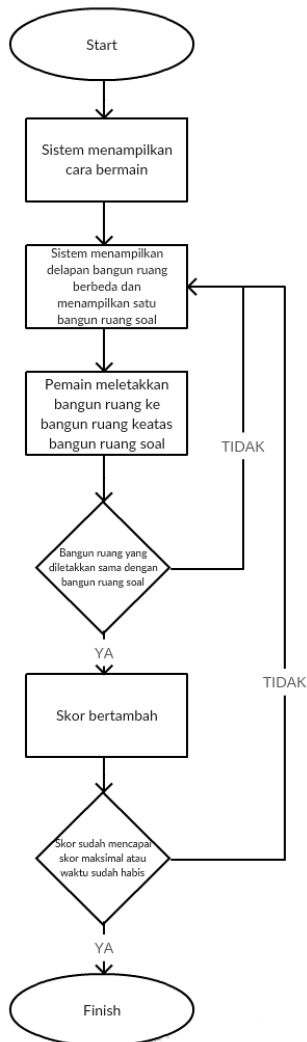 Start
Sistem menampilkan
cara bermain
Sistem menampilkan
delapan bangun ruang
berbeda dan
menampilkan satu
bangun ruang soal
Pemain meletakkan
bangun ruang ke
bangun ruang keatas
bangun ruang soal
TIDAK
Bangun ruang yang
diletakkan sama dengan
bangun ruang soal
YA
Skor bertambah
TIDAK
Skor sudah mencapai
skor maksimal atau
waktu sudah habis
YA
Finish